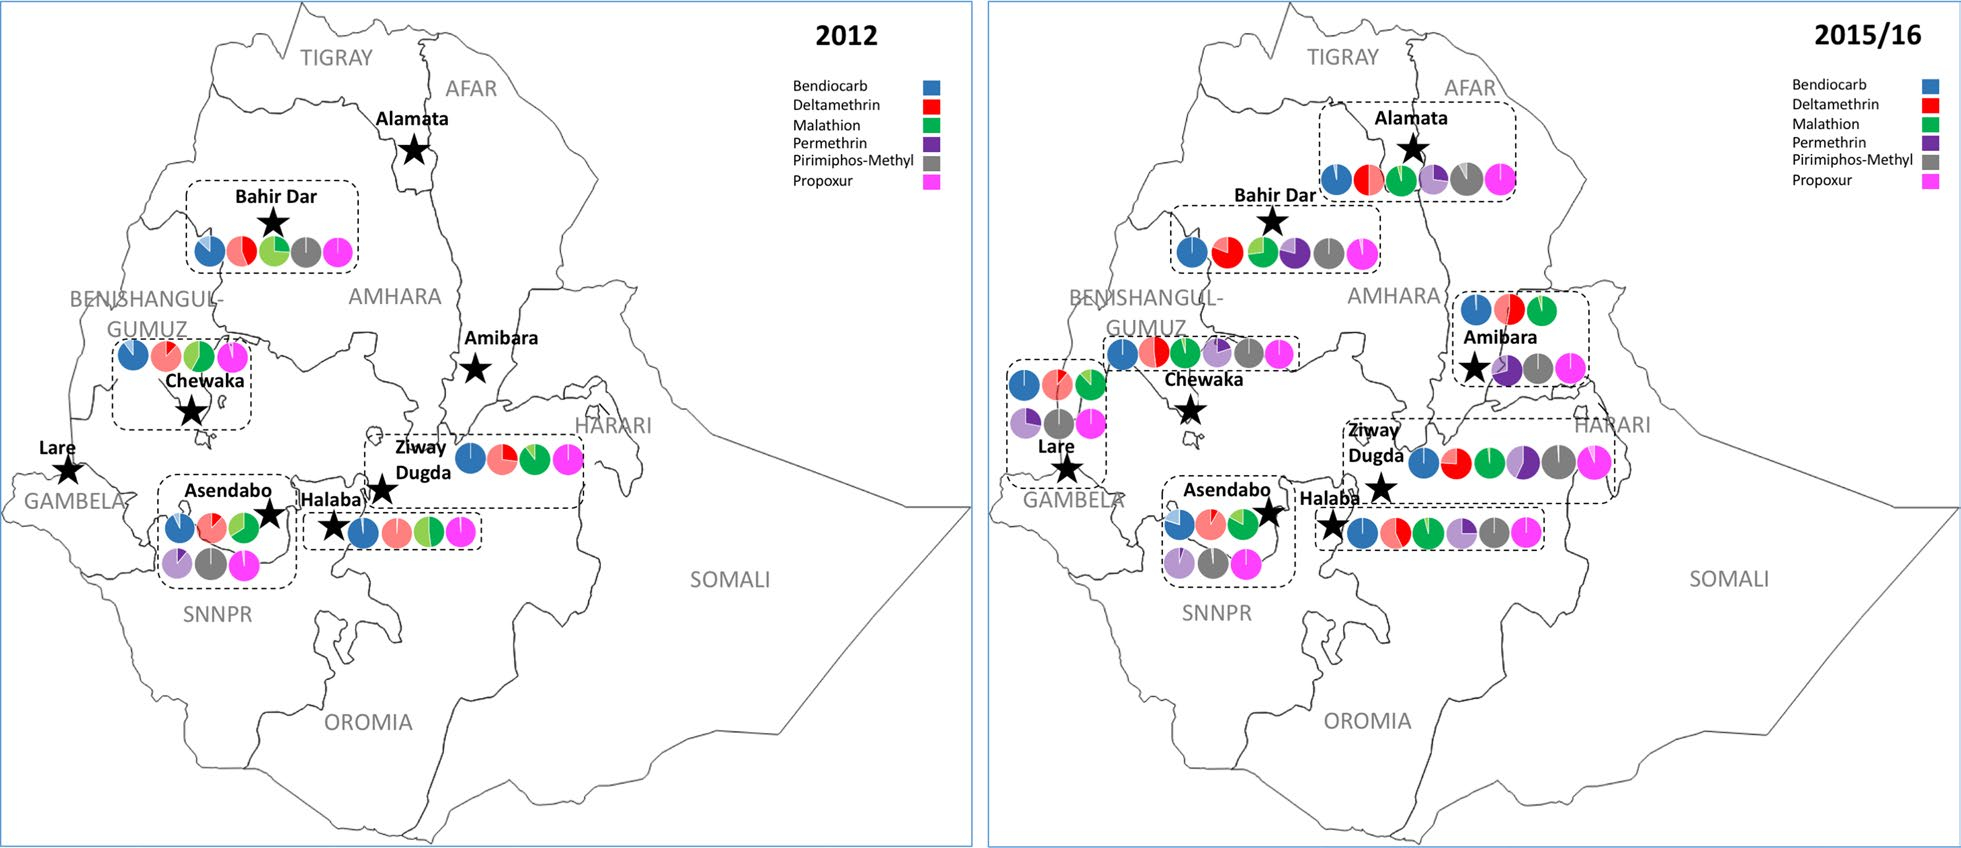 2012
Bendiocarb
Deltamethrin
Malathion
Permethrin
Pirimiphos-Methyl
Propoxur
TIGRAY
AFAR
Alamata
Bahir Dar
BENISHANGUL-
GUMUZ
AMHARA
Amibara
Chewaka
HARARI
Lare
Ziway
Dugda
GAMBELA
Asendabo
Halaba
SOMALI
SNNPR
OROMIA
2015/16
Bendiocarb
Deltamethrin
Malathion
Permethrin
Pirimiphos-Methyl
Propoxur
TIGRAY
AFAR
Alamata
Bahir Dar
BENISHANGUL-
GUMUZ
AMHARA
Amibara
Chewaka
HARARI
Ziway
Dugda
Lare
GAMBELA
Asendabo
Halaba
SOMALI
SNNPR
OROMIA